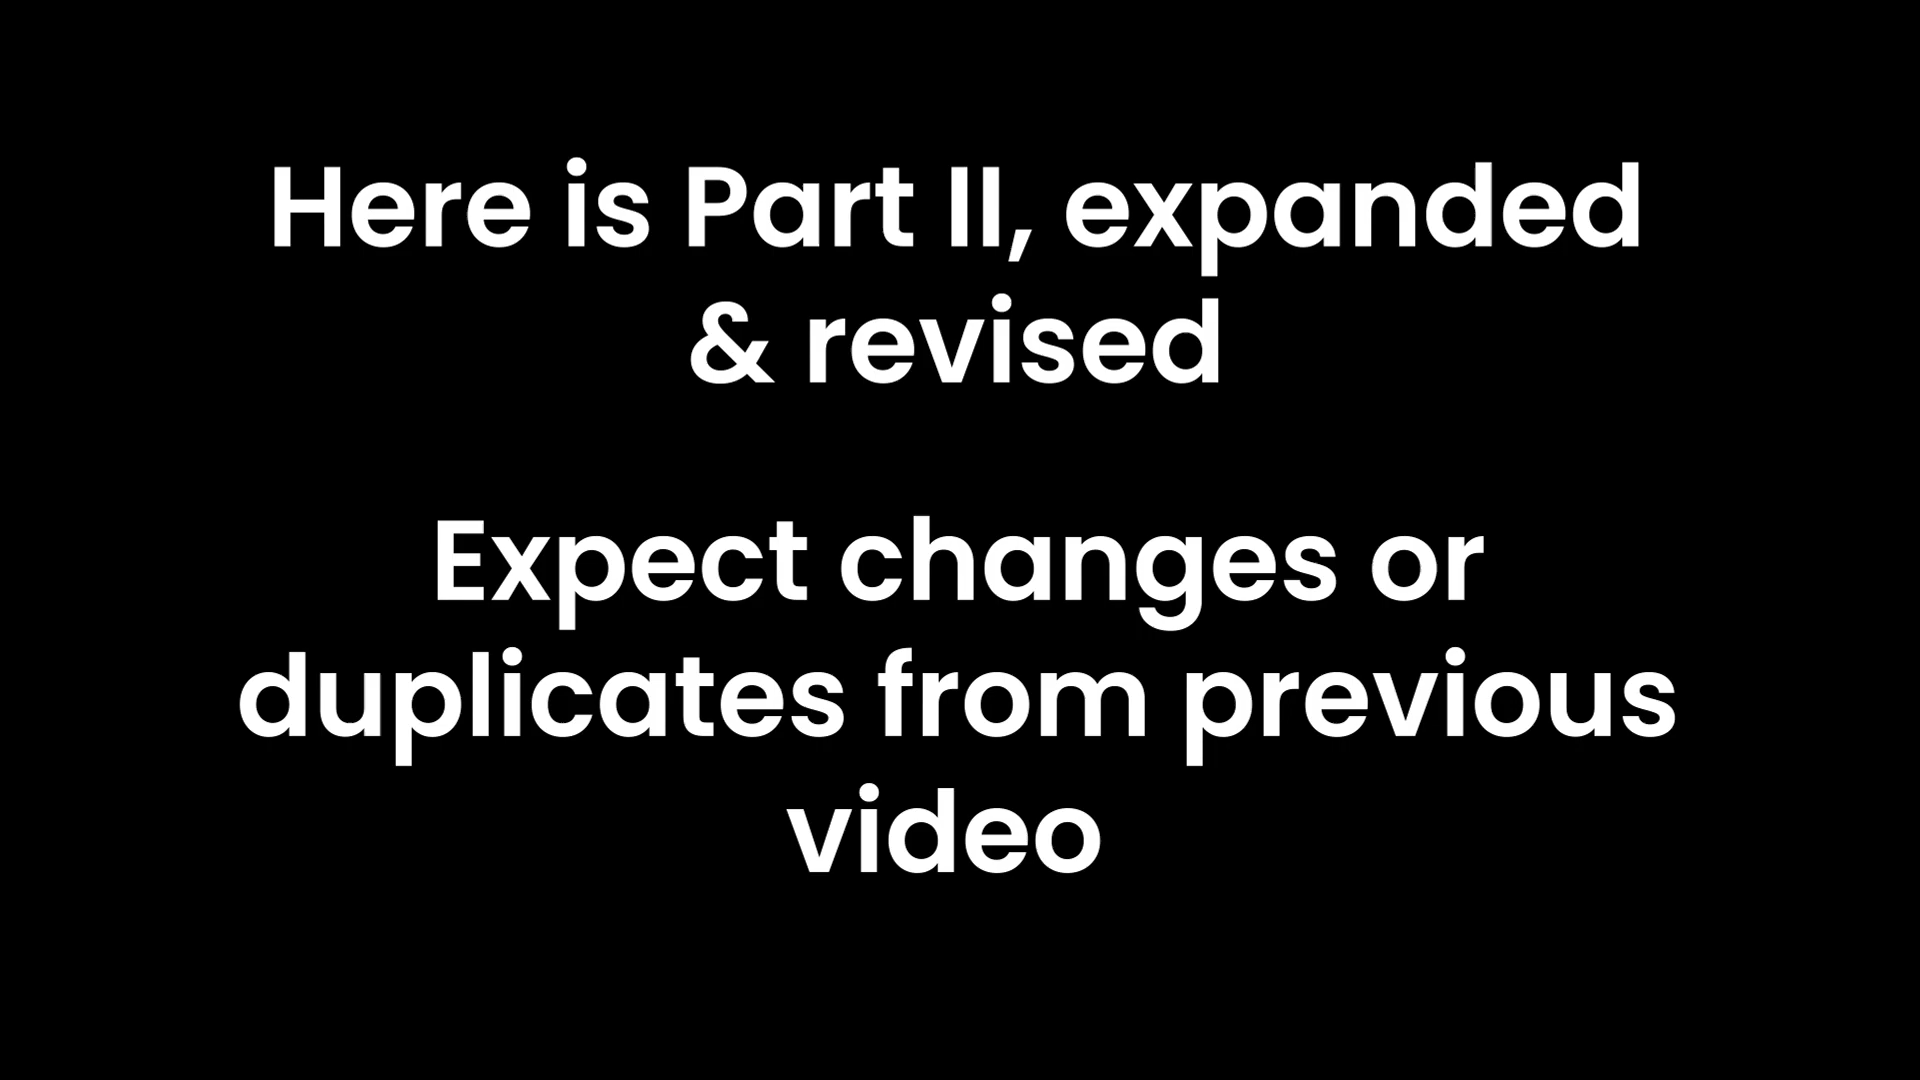 Here is Part II, expanded
& revised
Expect changes or
duplicates from previous
video